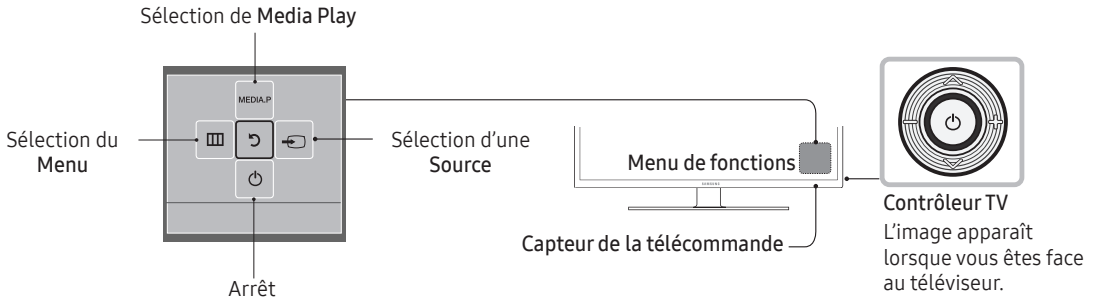 Sélection de Media Play
MEDIA.P
Sélection du
Menu
Sélection d'une
Source
Arrêt
Menu de fonctions
SAMSUNG
Capteur de la télécommande
Contrôleur TV
L'image apparaît
lorsque vous êtes face
au téléviseur.